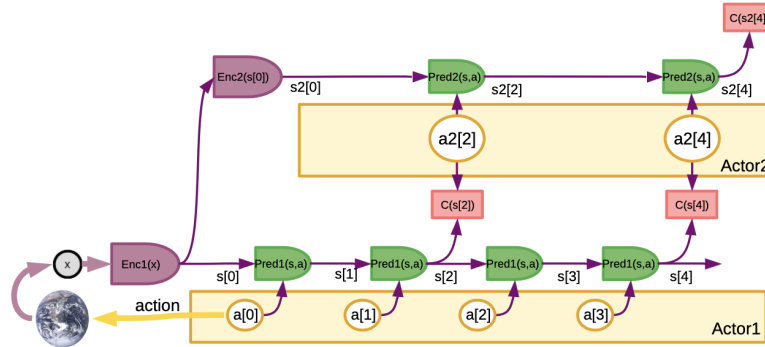 C(s2[4]
Enc2(s[0])
Pred2(s,a)
Pred2(s,a)
s2[0]
s2[2]
s2[4]
a2[2]
a2[4]
Actor2
C(s[2])
C(s[4])
x
Enc1(x)
Pred1(s,a)
Pred1(s,a)
Pred1(s,a)
Pred1(s,a)
s[0]
s[1]
s[2]
s[3]
s[4]
action
a[0]
a[1]
a[2]
a[3]
Actor1